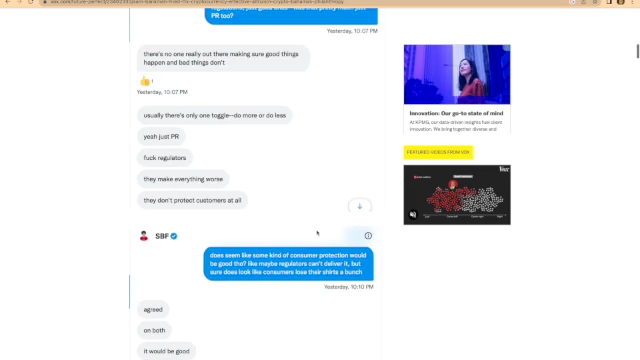 PR too?
Yesterday, 10:07 PM
there's no one really out there making sure good things
happen and bad things don't
1
Yesterday, 10:07 PM
usually there's only one toggle--do more or do less
yeah just PR
fuck regulators
they make everything worse
they don't protect customers at all
SBF
does seem like some kind of consumer protection would
be good tho? like maybe regulators can't deliver it, but
sure does look like consumers lose their shirts a bunch
Yesterday, 10:10 PM
agreed
on both
it would be good
Innovation: Our go-to state of mind
At KPMG, our data-driven insights fuel client
innovation. We bring together diverse and
FEATURED VIDEOS FROM VOX
Vox